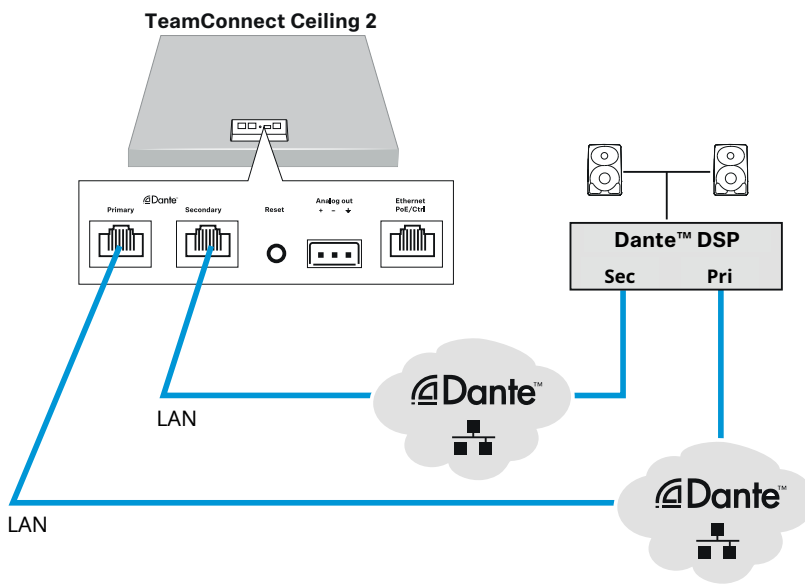 TeamConnect Ceiling 2
Dante™
Primary
Secondary
Reset
Analog out
+ - ⏚
Ethernet
PoE/Ctrl
Dante™ DSP
Sec Pri
Dante™
LAN
Dante™
LAN